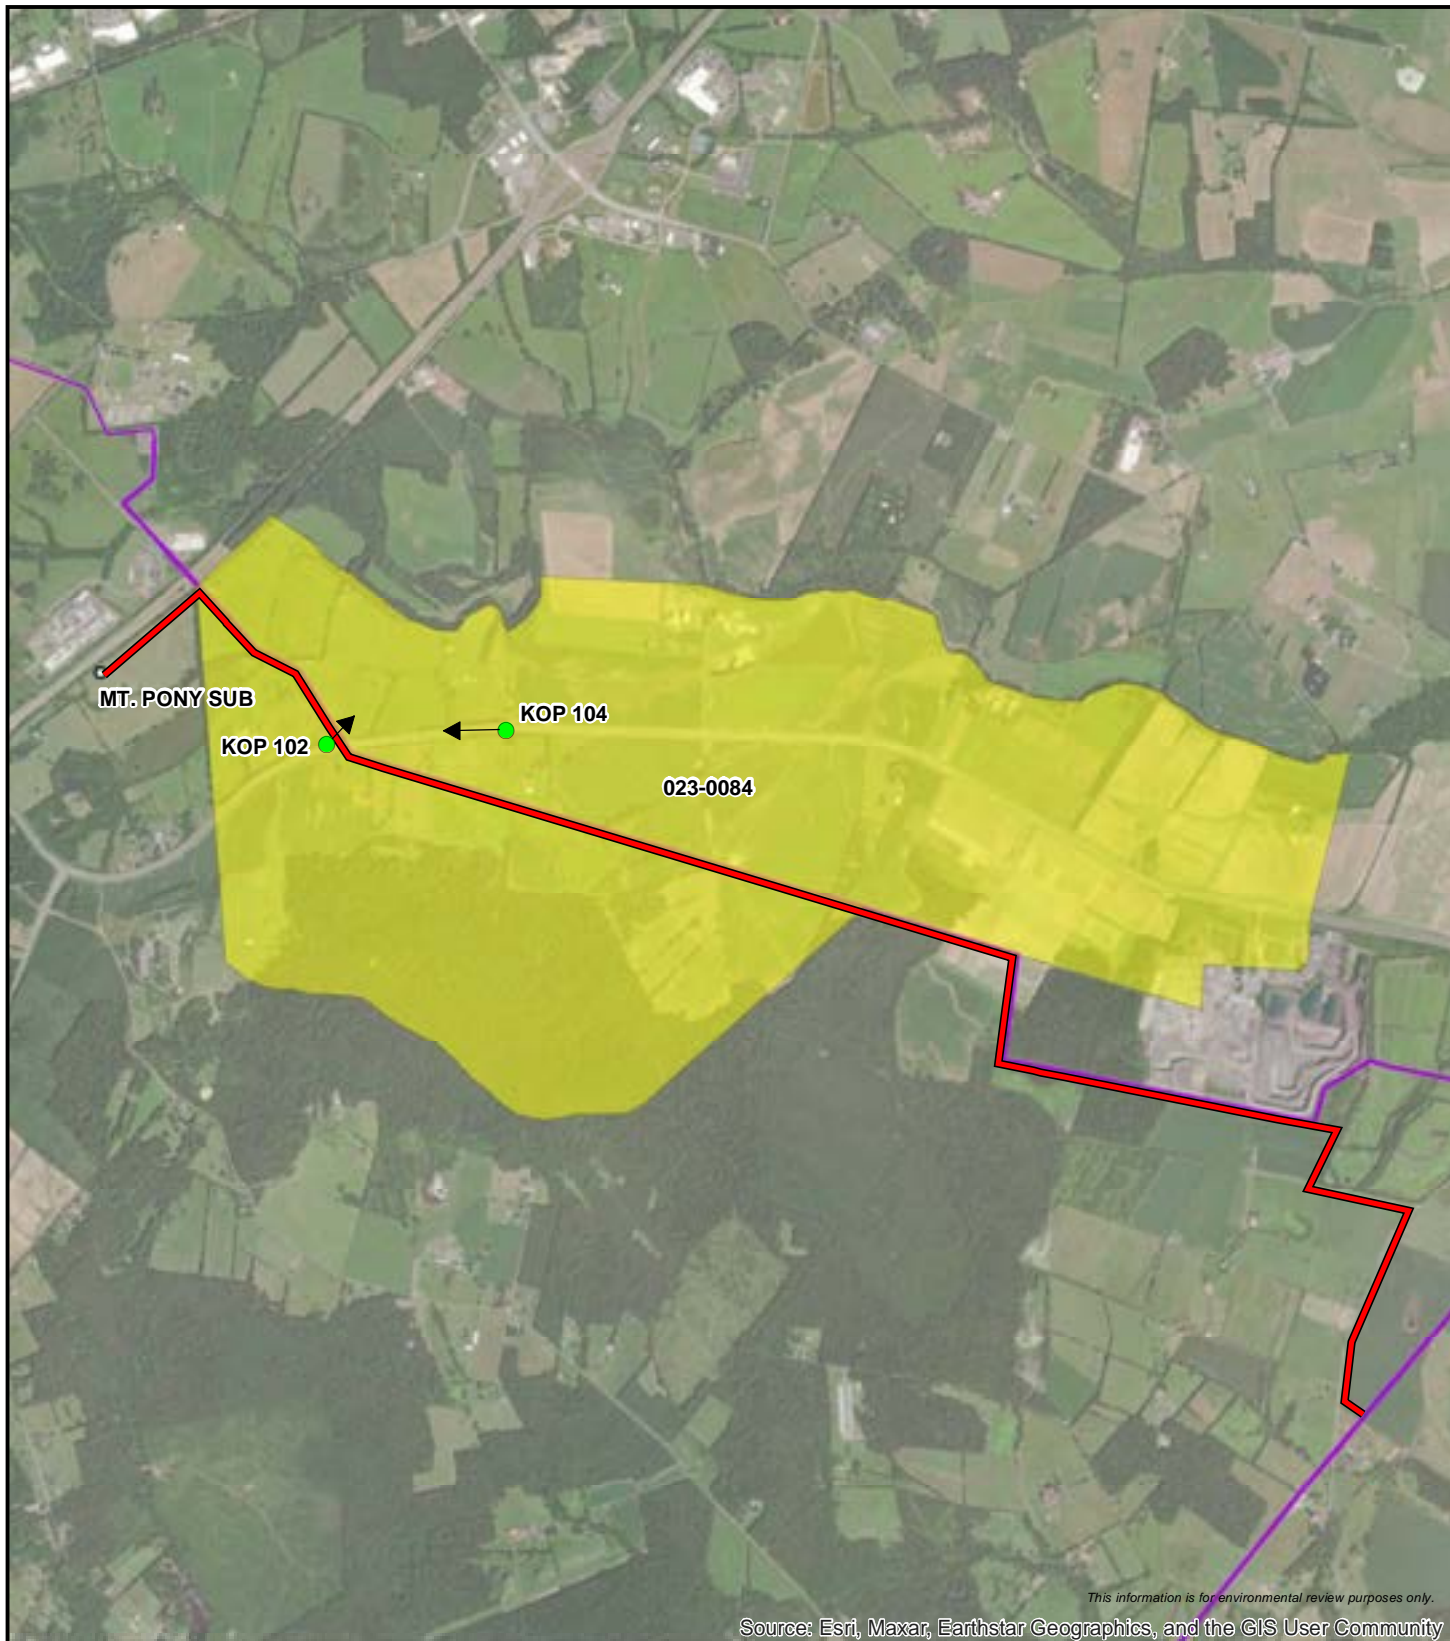 MT. PONY SUB
KOP 104
KOP 102
023-0084
This information is for environmental review purposes only.
Source: Esri, Maxar, Earthstar Geographics, and the GIS User Community